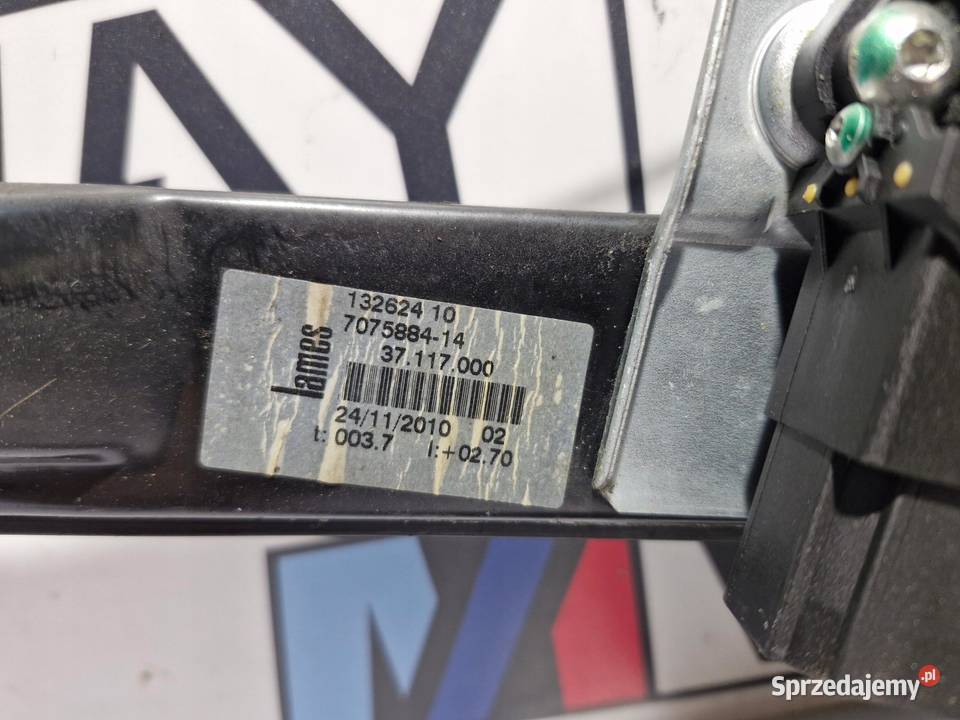 132624 10
7075884-14
37.117.000
lames
24/11/2010 02
t: 003.7 l:+02.70
Sprzedajemy.pl